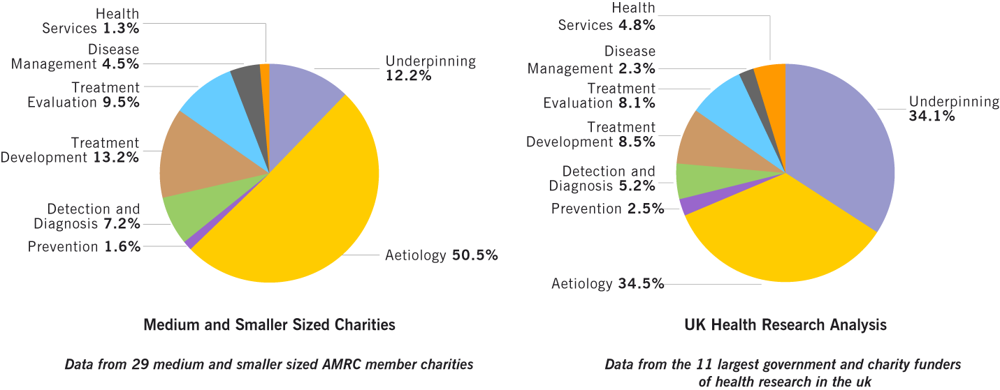 Health
Services 1.3%
Disease
Management 4.5%
Treatment
Evaluation 9.5%
Treatment
Development 13.2%
Detection and
Diagnosis 7.2%
Prevention 1.6%
Underpinning
12.2%
Aetiology 50.5%
Medium and Smaller Sized Charities
Data from 29 medium and smaller sized AMRC member charities
Health
Services 4.8%
Disease
Management 2.3%
Treatment
Evaluation 8.1%
Treatment
Development 8.5%
Detection and
Diagnosis 5.2%
Prevention 2.5%
Aetiology 34.5%
Underpinning
34.1%
UK Health Research Analysis
Data from the 11 largest government and charity funders
of health research in the uk